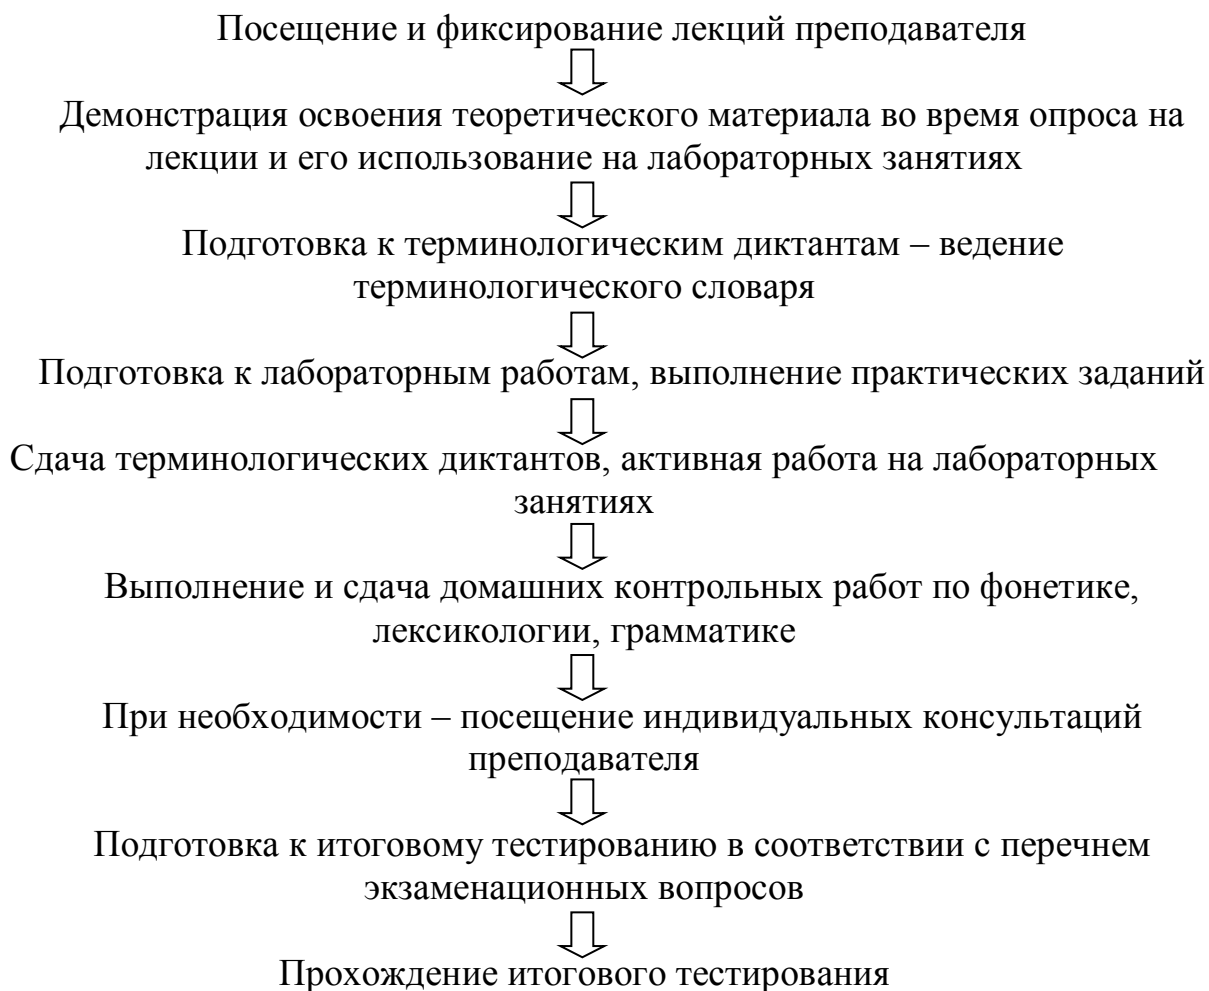 Посещение и фиксирование лекций преподавателя
Демонстрация освоения теоретического материала во время опроса на
лекции и его использование на лабораторных занятиях
Подготовка к терминологическим диктантам – ведение
терминологического словаря
Подготовка к лабораторным работам, выполнение практических заданий
Сдача терминологических диктантов, активная работа на лабораторных
занятиях
Выполнение и сдача домашних контрольных работ по фонетике,
лексикологии, грамматике
При необходимости – посещение индивидуальных консультаций
преподавателя
Подготовка к итоговому тестированию в соответствии с перечнем
экзаменационных вопросов
Прохождение итогового тестирования